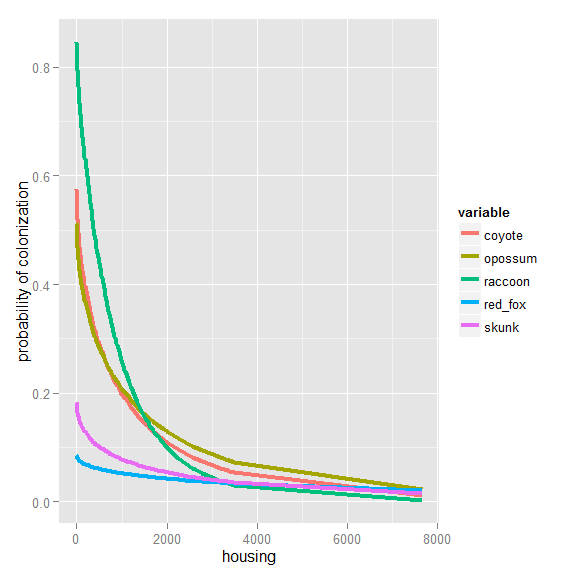 probability of colonization
0.8
0.6
0.4
0.2
0.0
0
2000
4000
6000
8000
housing
variable
coyote
opossum
raccoon
red_fox
skunk